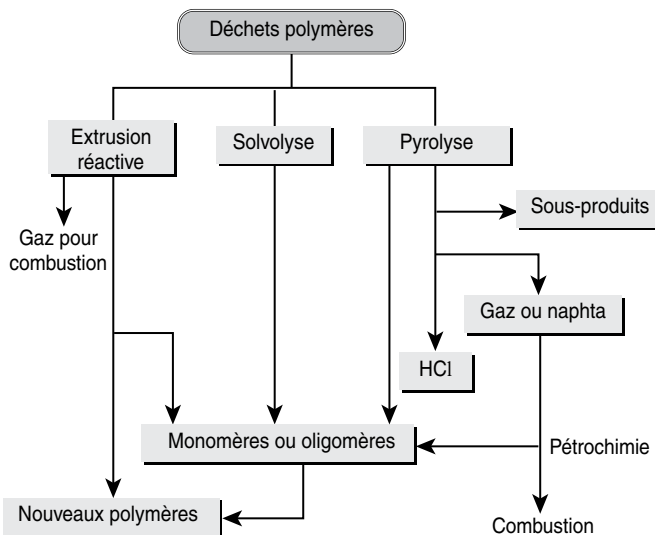 Déchets polymères
Extrusion
réactive
Solvolyse
Pyrolyse
Sous-produits
Gaz pour
combustion
Gaz ou naphta
HCl
Monomères ou oligomères
Pétrochimie
Nouveaux polymères
Combustion